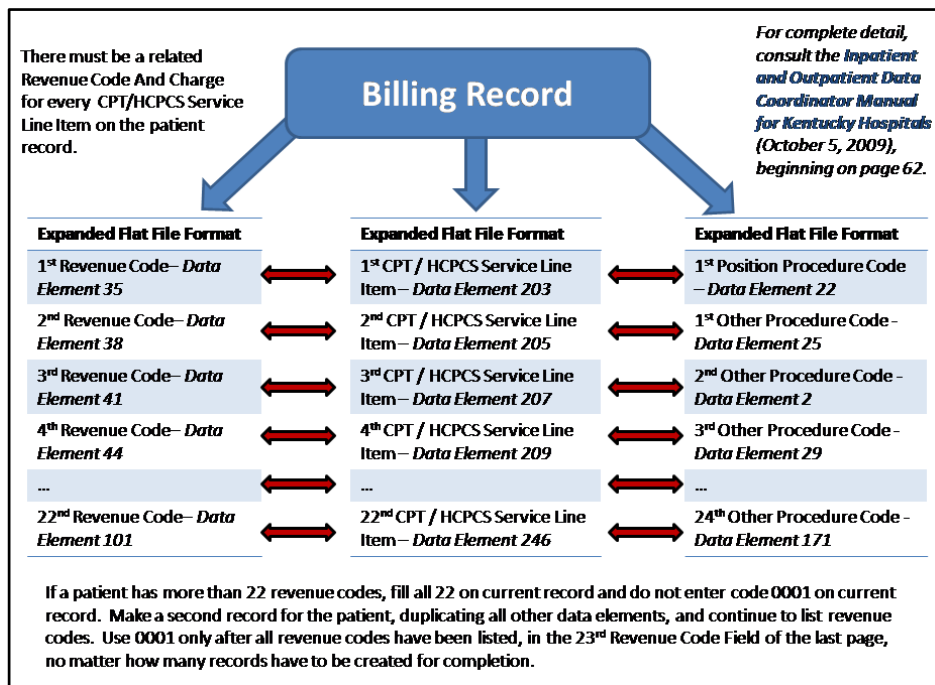 There must be a related
Revenue Code And Charge
for every CPT/HCPCS Service
Line Item on the patient
record.
Billing Record
For complete detail,
consult the Inpatient
and Outpatient Data
Coordinator Manual
for Kentucky Hospitals
(October 5, 2009),
beginning on page 62.
Expanded Flat File Format
1st Revenue Code– Data
Element 35
2nd Revenue Code– Data
Element 38
3rd Revenue Code– Data
Element 41
4th Revenue Code– Data
Element 44
...
22nd Revenue Code– Data
Element 101
Expanded Flat File Format
1st CPT / HCPCS Service Line
Item – Data Element 203
2nd CPT / HCPCS Service Line
Item – Data Element 205
3rd CPT / HCPCS Service Line
Item – Data Element 207
4th CPT / HCPCS Service Line
Item – Data Element 209
...
22nd CPT / HCPCS Service Line
Item – Data Element 246
Expanded Flat File Format
1st Position Procedure Code
– Data Element 22
1st Other Procedure Code -
Data Element 25
2nd Other Procedure Code -
Data Element 2
3rd Other Procedure Code -
Data Element 29
...
24th Other Procedure Code -
Data Element 171
If a patient has more than 22 revenue codes, fill all 22 on current record and do not enter code 0001 on current
record. Make a second record for the patient, duplicating all other data elements, and continue to list revenue
codes. Use 0001 only after all revenue codes have been listed, in the 23rd Revenue Code Field of the last page,
no matter how many records have to be created for completion.